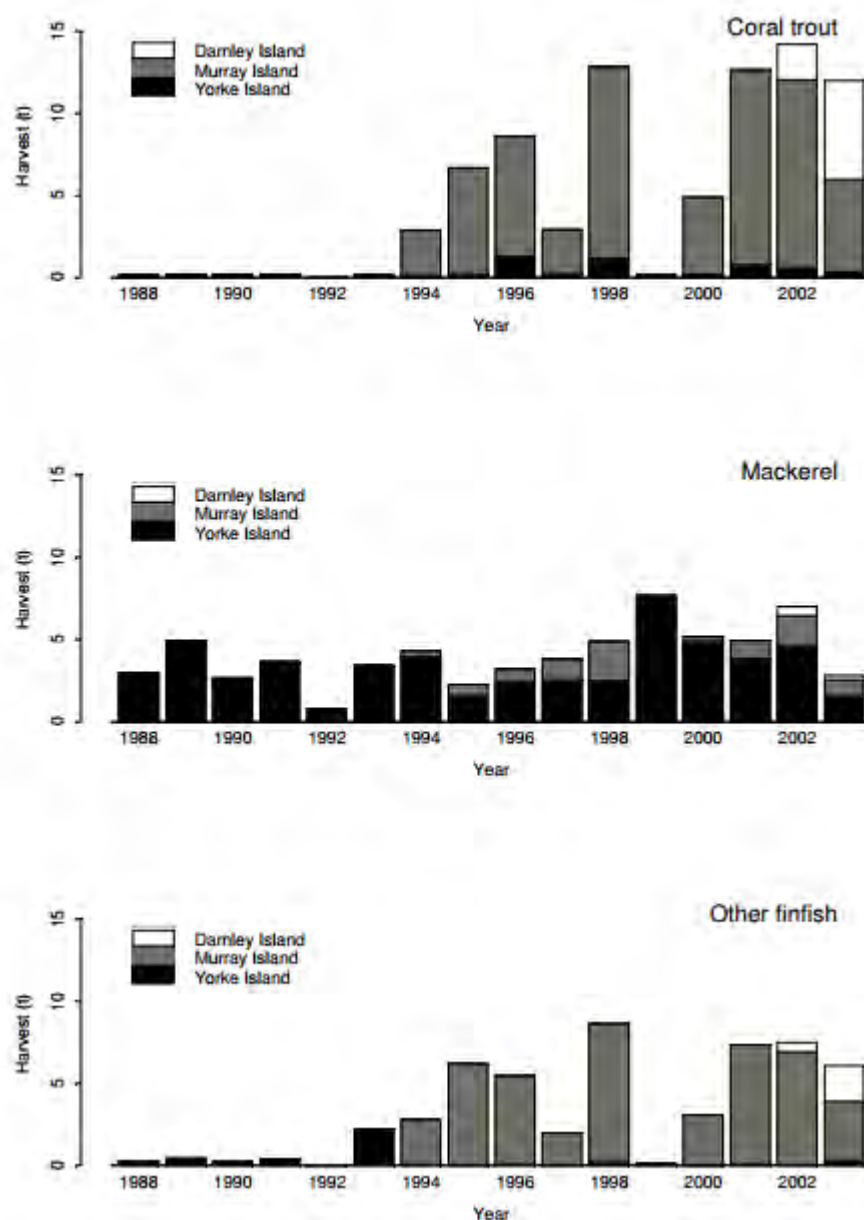 Coral trout
Darnley Island
Murray Island
Yorke Island
Harvest (t)
15
10
5
0
1988 1990 1992 1994 1996 1998 2000 2002
Year
Mackerel
Darnley Island
Murray Island
Yorke Island
Harvest (t)
15
10
5
0
1988 1990 1992 1994 1996 1998 2000 2002
Year
Other finfish
Darnley Island
Murray Island
Yorke Island
Harvest (t)
15
10
5
0
1988 1990 1992 1994 1996 1998 2000 2002
Year